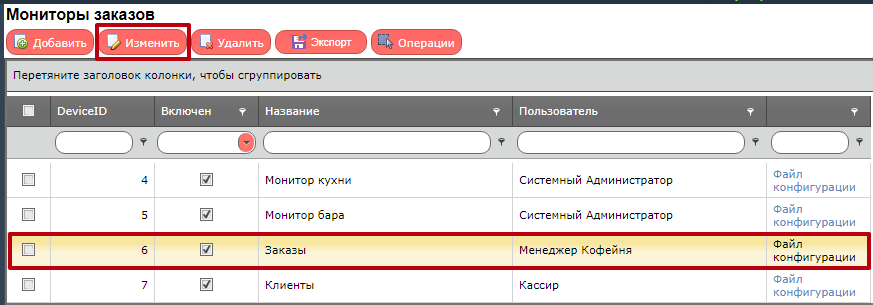 Мониторы заказов
Добавить Изменить Удалить Экспорт Операции
Перетяните заголовок колонки, чтобы сгруппировать
DeviceID Включен Название Пользователь
4 Монитор кухни Системный Администратор Файл
конфигурации
5 Монитор бара Системный Администратор Файл
конфигурации
6 Заказы Менеджер Кофейня Файл
конфигурации
7 Клиенты Кассир Файл
конфигурации